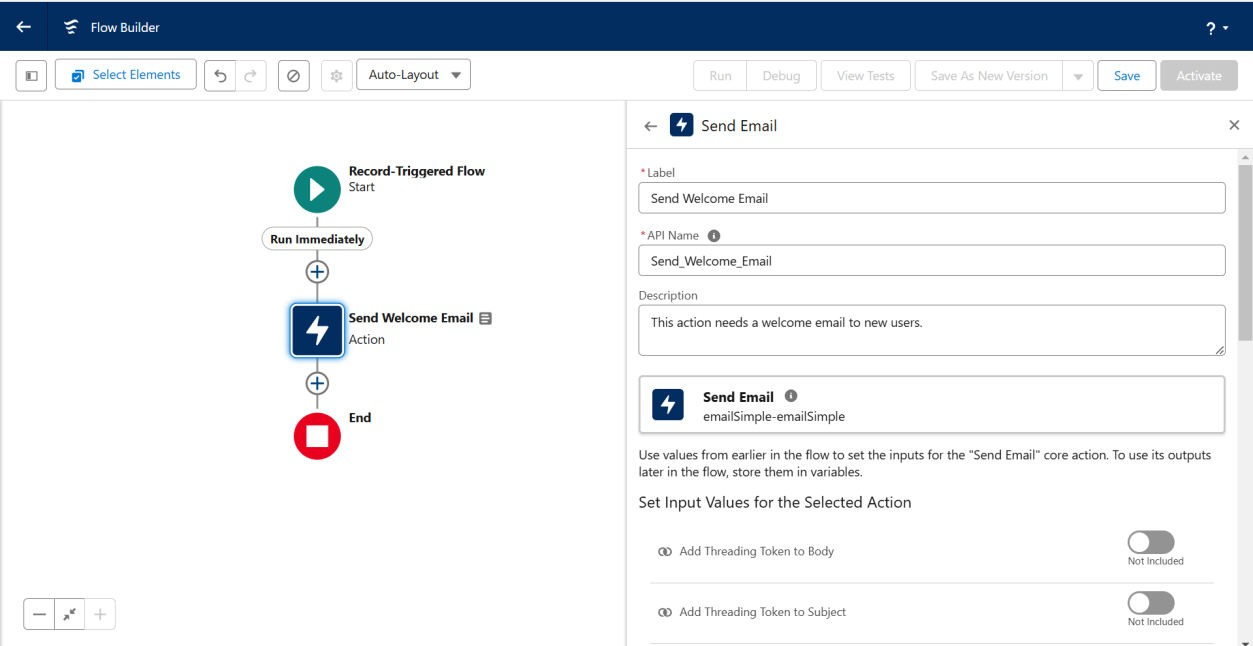 Flow Builder
?
Select Elements
Auto-Layout
Run
Debug
View Tests
Save As New Version
Save
Activate
Record-Triggered Flow
Start
Run Immediately
Send Welcome Email
Action
End
Send Email
*Label
Send Welcome Email
*API Name
Send_Welcome_Email
Description
This action needs a welcome email to new users.
Send Email
emailSimple-emailSimple
Use values from earlier in the flow to set the inputs for the "Send Email" core action. To use its outputs
later in the flow, store them in variables.
Set Input Values for the Selected Action
Add Threading Token to Body
Not Included
Add Threading Token to Subject
Not Included